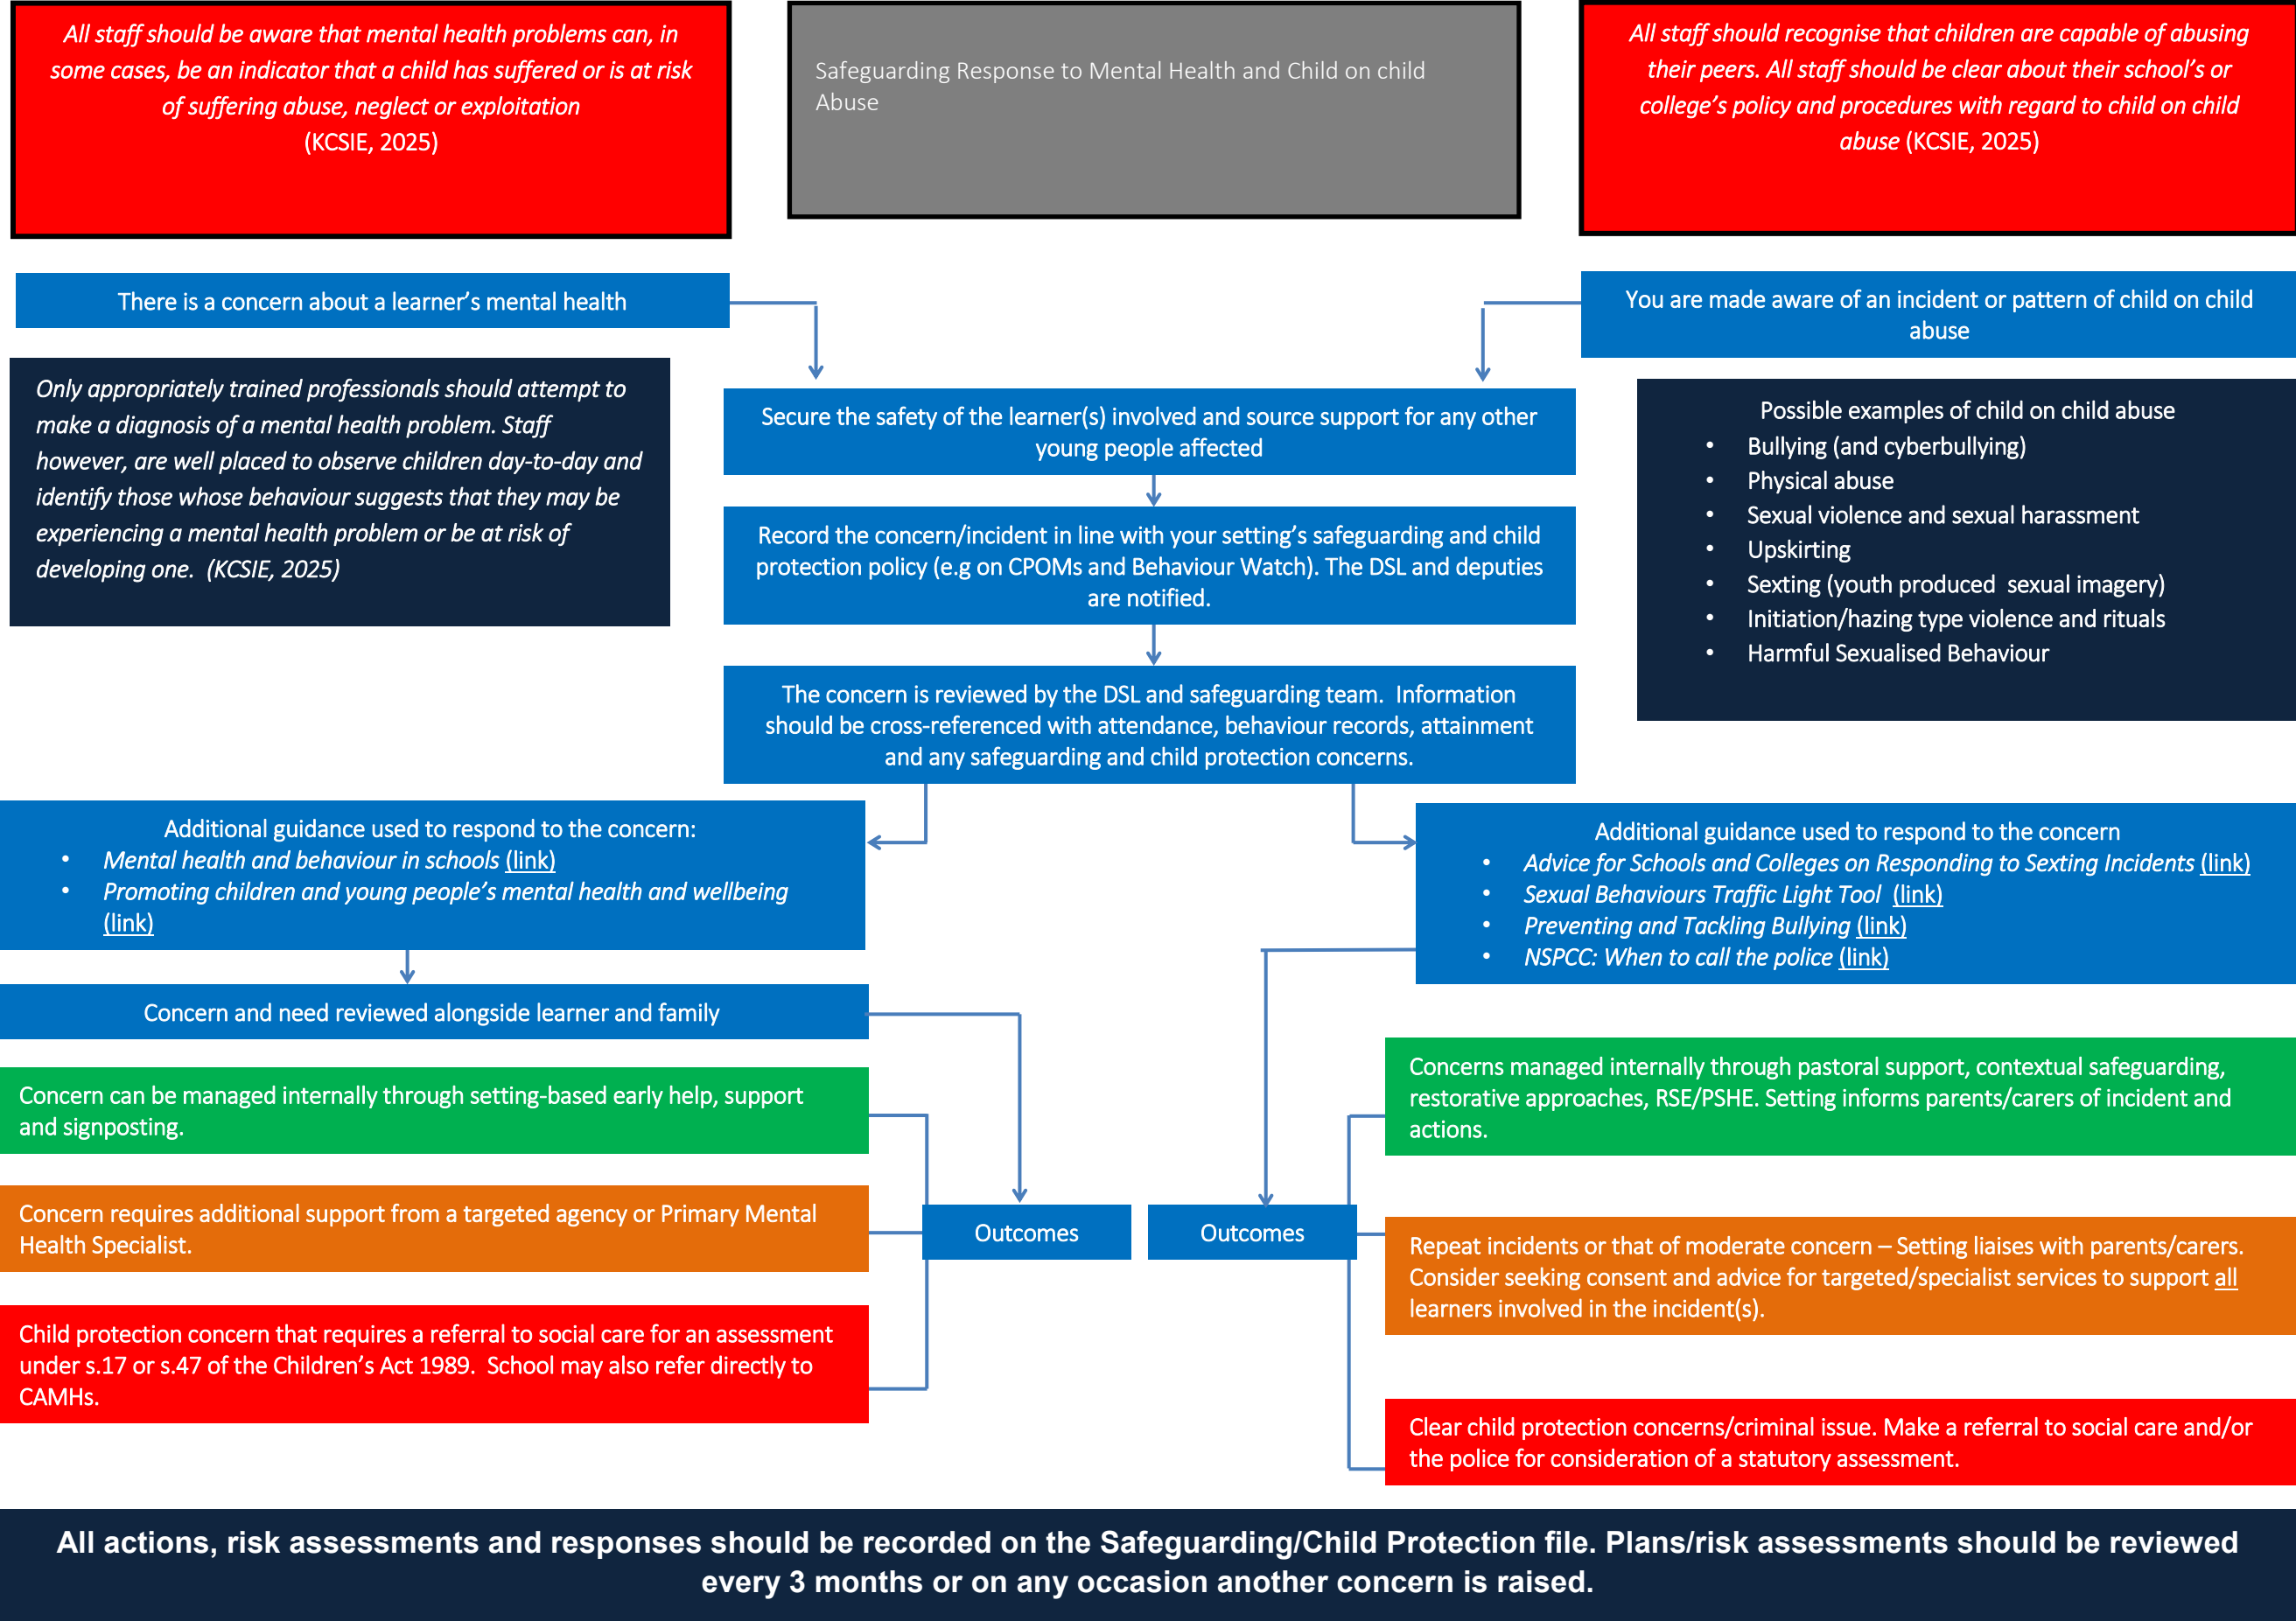 All staff should be aware that mental health problems can, in
some cases, be an indicator that a child has suffered or is at risk
of suffering abuse, neglect or exploitation
(KCSIE, 2025)
Safeguarding Response to Mental Health and Child on child
Abuse
All staff should recognise that children are capable of abusing
their peers. All staff should be clear about their school’s or
college’s policy and procedures with regard to child on child
abuse (KCSIE, 2025)
There is a concern about a learner’s mental health
You are made aware of an incident or pattern of child on child
abuse
Only appropriately trained professionals should attempt to
make a diagnosis of a mental health problem. Staff
however, are well placed to observe children day-to-day and
identify those whose behaviour suggests that they may be
experiencing a mental health problem or be at risk of
developing one.  (KCSIE, 2025)
Secure the safety of the learner(s) involved and source support for any other
young people affected
Record the concern/incident in line with your setting’s safeguarding and child
protection policy (e.g on CPOMs and Behaviour Watch). The DSL and deputies
are notified.
The concern is reviewed by the DSL and safeguarding team.  Information
should be cross-referenced with attendance, behaviour records, attainment
and any safeguarding and child protection concerns.
Possible examples of child on child abuse
• Bullying (and cyberbullying)
• Physical abuse
• Sexual violence and sexual harassment
• Upskirting
• Sexting (youth produced  sexual imagery)
• Initiation/hazing type violence and rituals
• Harmful Sexualised Behaviour
Additional guidance used to respond to the concern:
• Mental health and behaviour in schools (link)
• Promoting children and young people’s mental health and wellbeing
(link)
Additional guidance used to respond to the concern
• Advice for Schools and Colleges on Responding to Sexting Incidents (link)
• Sexual Behaviours Traffic Light Tool  (link)
• Preventing and Tackling Bullying (link)
• NSPCC: When to call the police (link)
Concern and need reviewed alongside learner and family
Concern can be managed internally through setting-based early help, support
and signposting.
Concern requires additional support from a targeted agency or Primary Mental
Health Specialist.
Child protection concern that requires a referral to social care for an assessment
under s.17 or s.47 of the Children’s Act 1989.  School may also refer directly to
CAMHs.
Outcomes
Outcomes
Concerns managed internally through pastoral support, contextual safeguarding,
restorative approaches, RSE/PSHE. Setting informs parents/carers of incident and
actions.
Repeat incidents or that of moderate concern – Setting liaises with parents/carers.
Consider seeking consent and advice for targeted/specialist services to support all
learners involved in the incident(s).
Clear child protection concerns/criminal issue. Make a referral to social care and/or
the police for consideration of a statutory assessment.
All actions, risk assessments and responses should be recorded on the Safeguarding/Child Protection file. Plans/risk assessments should be reviewed
every 3 months or on any occasion another concern is raised.